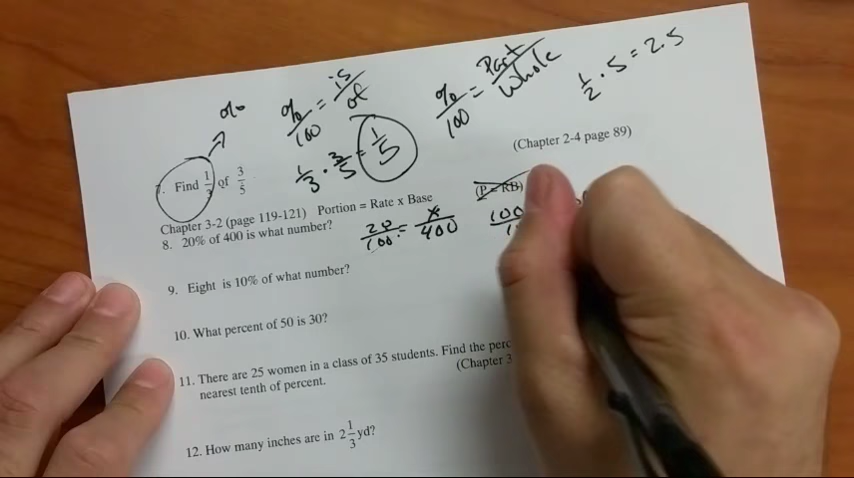 %
%/100 = is/of
%/100 = Part/Whole
1/2 · 5 = 2.5
1/3 · 3/5 = 1/5
(Chapter 2-4 page 89)
Find 1/3 of 3/5
Chapter 3-2 (page 119-121) Portion = Rate x Base (P = RB)
8. 20% of 400 is what number?
20/100 = x/400
100
9. Eight is 10% of what number?
10. What percent of 50 is 30?
11. There are 25 women in a class of 35 students. Find the
nearest tenth of percent. (Chapter 3
12. How many inches are in 2 1/3 yd?